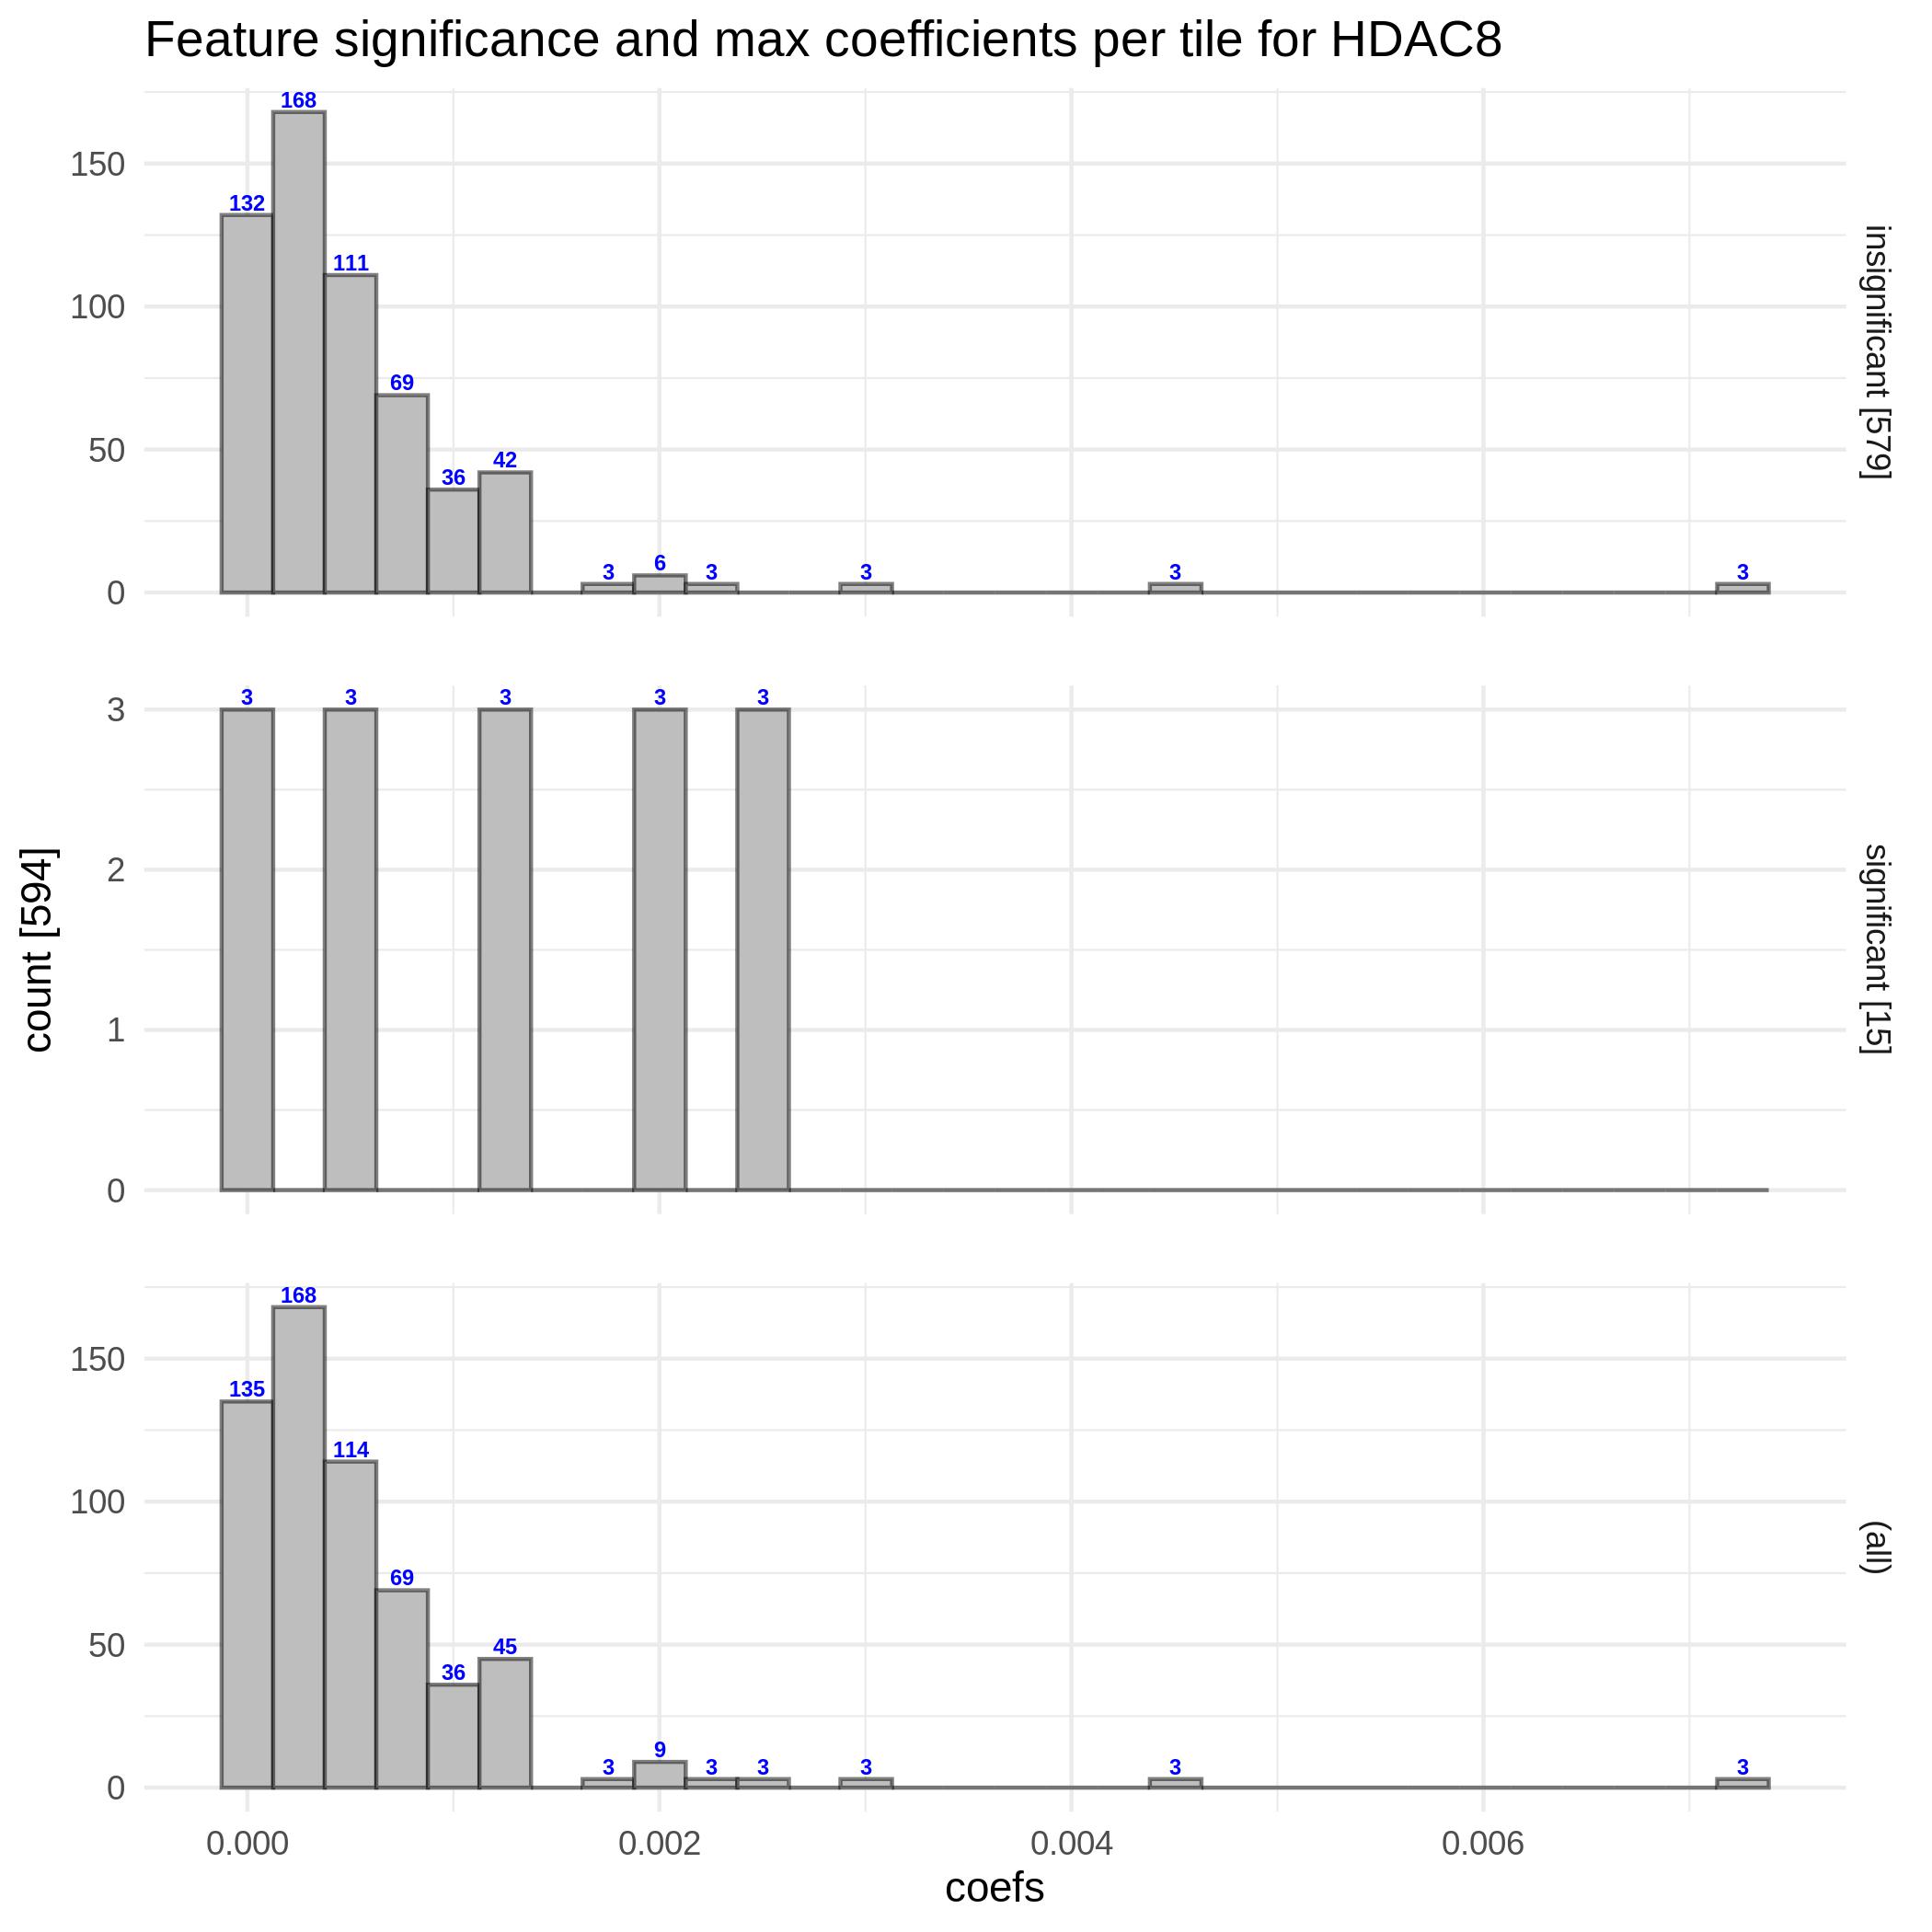 Feature significance and max coefficients per tile for HDAC8
168
150
132
111
100
69
50
42
36
3 6 3 3 3 3
0
insignificant [579]
3 3 3 3 3
3
2
1
0
significant [15]
count [594]
168
150
135
114
100
69
50
45
36
3 9 3 3 3 3 3
0
(all)
0.000 0.002 0.004 0.006
coefs